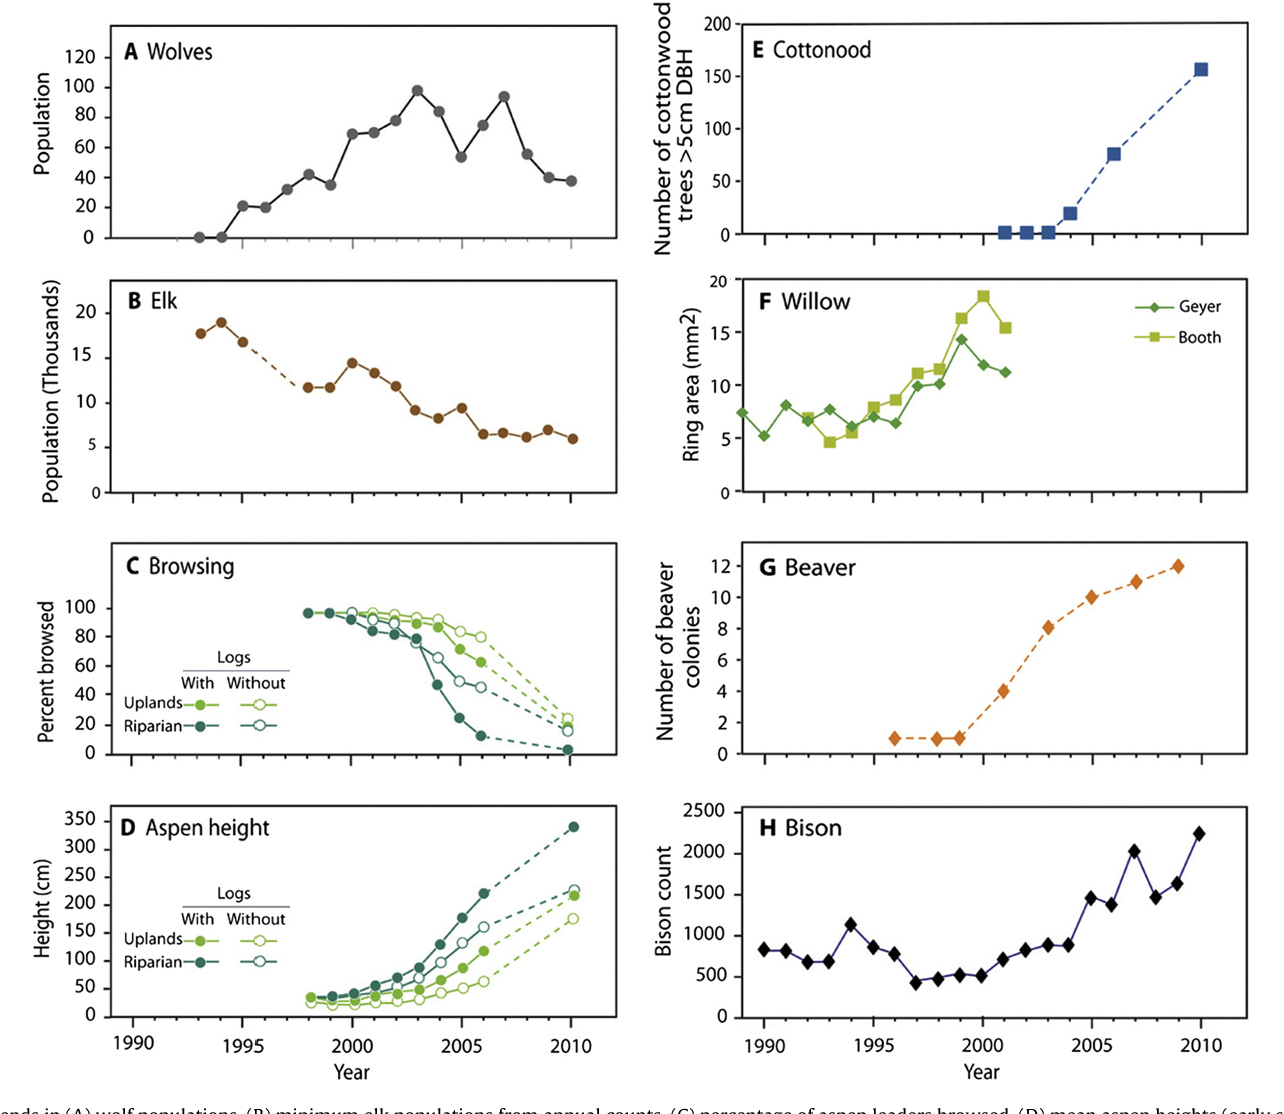 A Wolves
Population
120
100
80
60
40
20
0
B Elk
Population (Thousands)
20
15
10
5
0
C Browsing
Percent browsed
100
80
60
40
20
0
Logs
With Without
Uplands
Riparian
D Aspen height
Height (cm)
350
300
250
200
150
100
50
0
Logs
With Without
Uplands
Riparian
1990 1995 2000 2005 2010
Year
E Cottonood
Number of cottonwood
trees >5cm DBH
200
150
100
50
0
F Willow
Ring area (mm2)
20
15
10
5
0
Geyer
Booth
G Beaver
Number of beaver
colonies
12
10
8
6
4
2
0
H Bison
Bison count
2500
2000
1500
1000
500
0
1990 1995 2000 2005 2010
Year